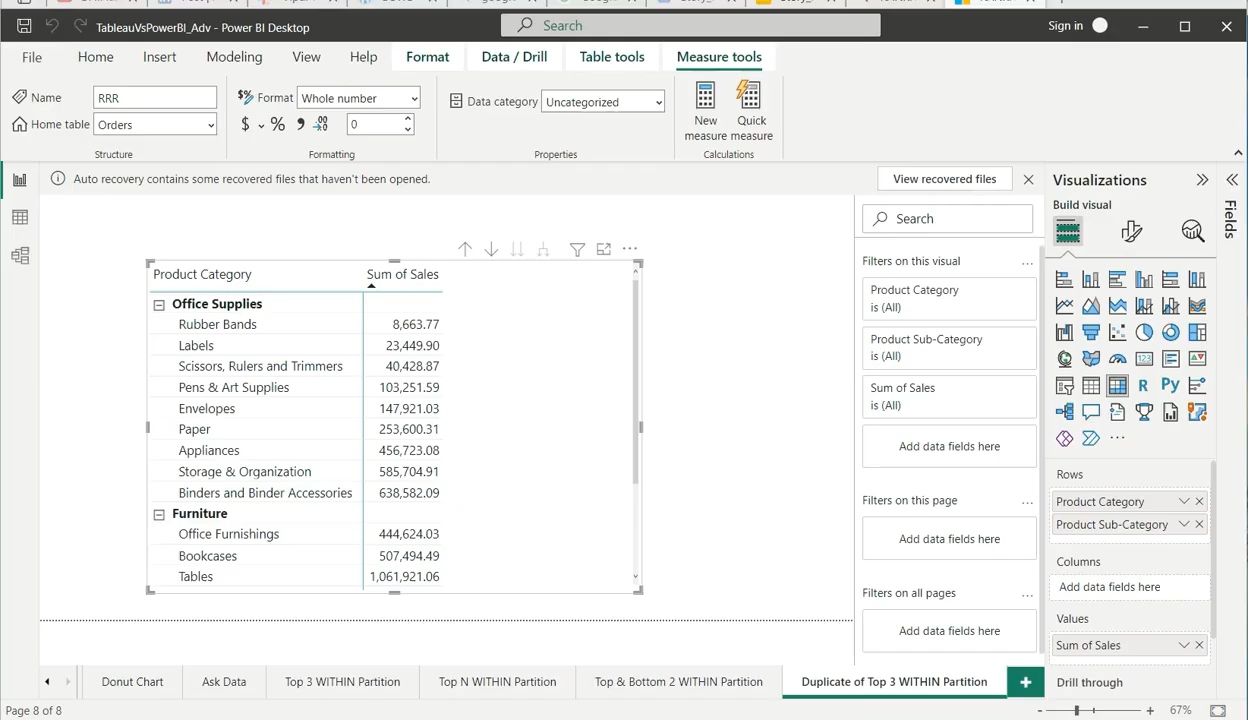 TableauVsPowerBI_Adv - Power BI Desktop
Search
Sign in
File
Home
Insert
Modeling
View
Help
Format
Data / Drill
Table tools
Measure tools
Name
RRR
Home table
Orders
Structure
Format
Whole number
$
%
0
Formatting
Data category
Uncategorized
Properties
New measure
Quick measure
Calculations
Auto recovery contains some recovered files that haven't been opened.
View recovered files
Product Category Sum of Sales
Office Supplies
Rubber Bands 8,663.77
Labels 23,449.90
Scissors, Rulers and Trimmers 40,428.87
Pens & Art Supplies 103,251.59
Envelopes 147,921.03
Paper 253,600.31
Appliances 456,723.08
Storage & Organization 585,704.91
Binders and Binder Accessories 638,582.09
Furniture
Office Furnishings 444,624.03
Bookcases 507,494.49
Tables 1,061,921.06
Search
Filters on this visual
Product Category
is (All)
Product Sub-Category
is (All)
Sum of Sales
is (All)
Add data fields here
Filters on this page
Add data fields here
Filters on all pages
Add data fields here
Visualizations
Build visual
Fields
R
Py
123
Rows
Product Category
Product Sub-Category
Columns
Add data fields here
Values
Sum of Sales
Drill through
Donut Chart
Ask Data
Top 3 WITHIN Partition
Top N WITHIN Partition
Top & Bottom 2 WITHIN Partition
Duplicate of Top 3 WITHIN Partition
Page 8 of 8
67%